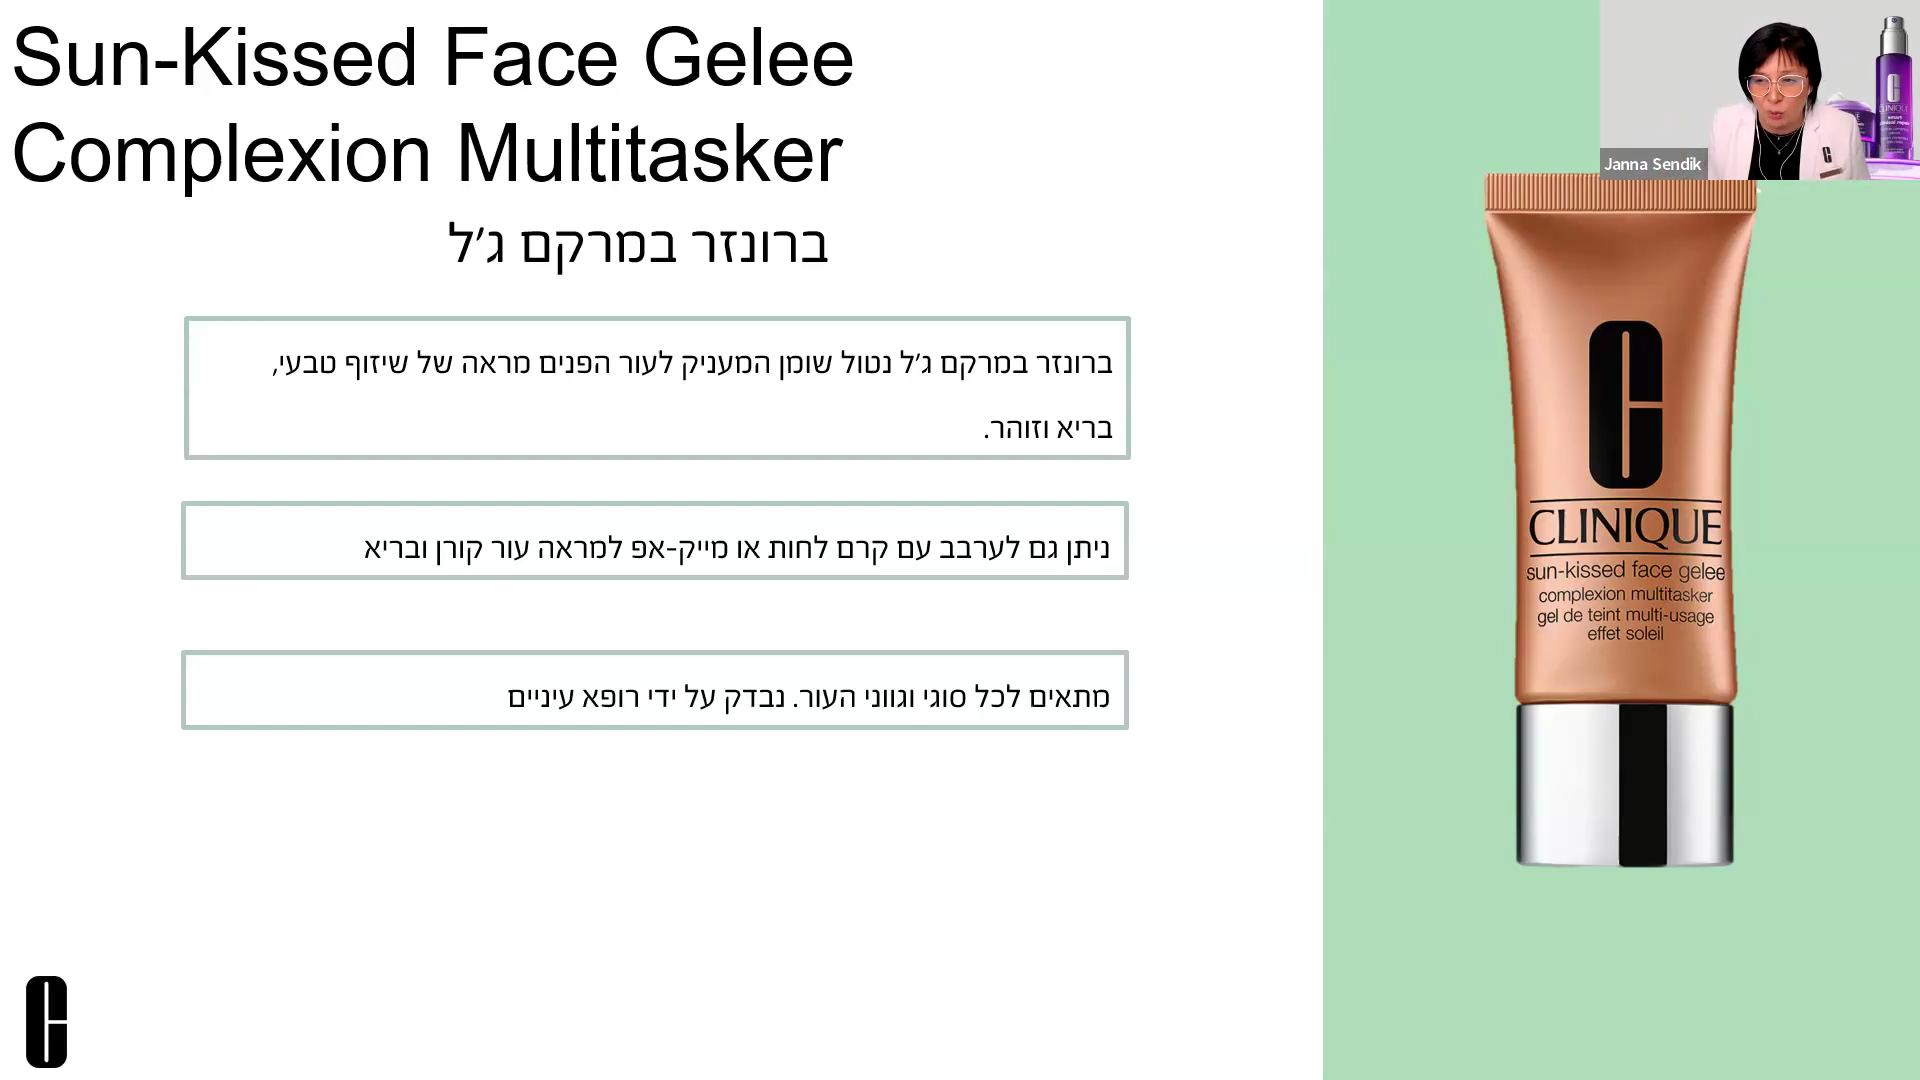 Sun-Kissed Face Gelee
Complexion Multitasker
ברונזר במרקם ג'ל
ברונזר במרקם ג'ל נטול שומן המעניק לעור הפנים מראה של שיזוף טבעי,
בריא וזוהר.
ניתן גם לערבב עם קרם לחות או מייק-אפ למראה עור קורן ובריא
מתאים לכל סוגי וגווני העור. נבדק על ידי רופא עיניים
Janna Sendik
CLINIQUE
sun-kissed face gelee
complexion multitasker
gel de teint multi-usage
effet soleil